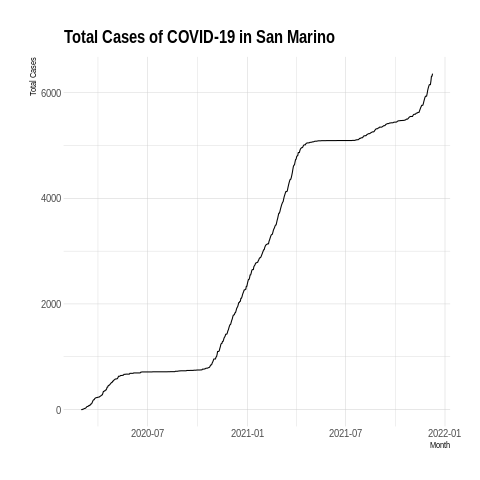 Total Cases of COVID-19 in San Marino
Total Cases
6000
4000
2000
0
2020-07
2021-01
2021-07
2022-01
Month